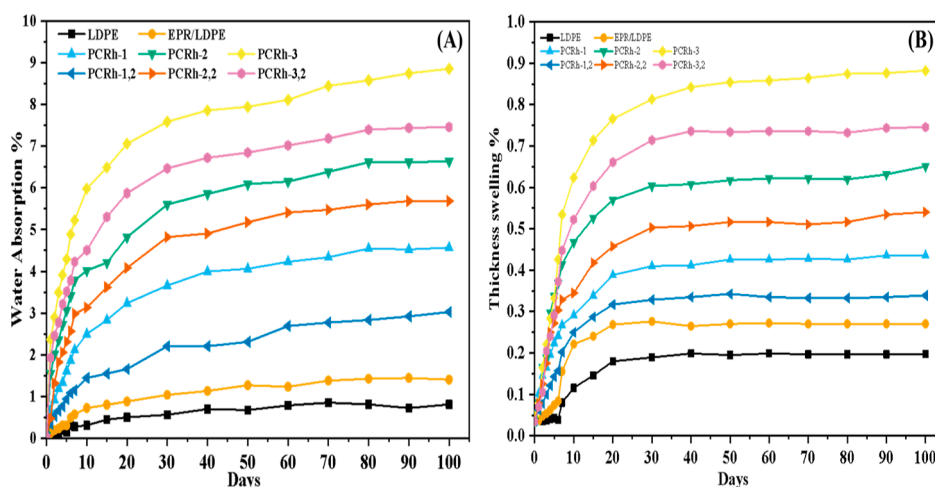 (A)
LDPE EPR/LDPE
PCRh-1 PCRh-2 PCRh-3
PCRh-1,2 PCRh-2,2 PCRh-3,2
Water Absorption %
10
9
8
7
6
5
4
3
2
1
0
0 10 20 30 40 50 60 70 80 90 100
Days
(B)
LDPE EPR/LDPE
PCRh-1 PCRh-2 PCRh-3
PCRh-1,2 PCRh-2,2 PCRh-3,2
Thickness swelling %
1.0
0.9
0.8
0.7
0.6
0.5
0.4
0.3
0.2
0.1
0.0
0 10 20 30 40 50 60 70 80 90 100
Days